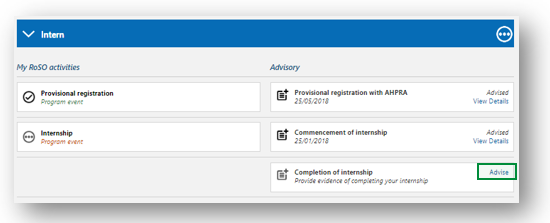 Intern
My RoSO activities
Advisory
Provisional registration
Program event
Provisional registration with AHPRA
25/05/2018
Advised
View Details
Internship
Program event
Commencement of internship
25/01/2018
Advised
View Details
Completion of internship
Provide evidence of completing your internship
Advise